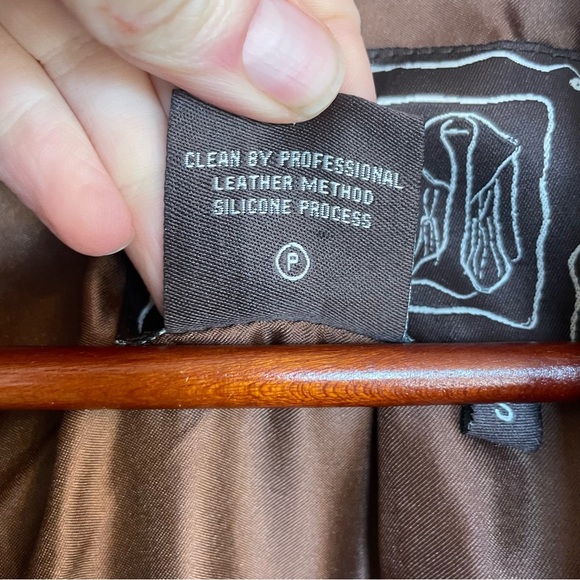 CLEAN BY PROFESSIONAL
LEATHER METHOD
SILICONE PROCESS
P